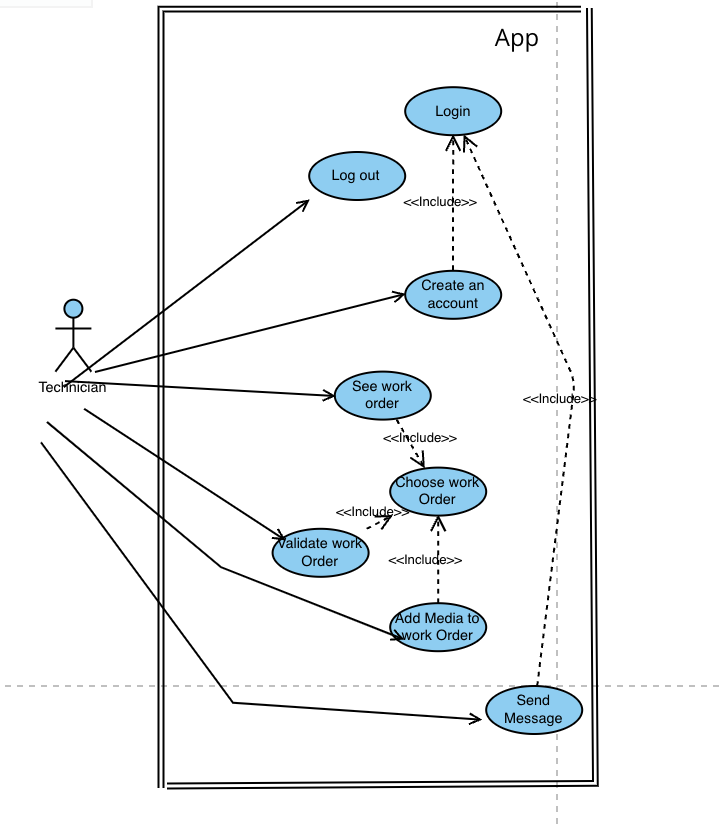 App
Login
Log out
<<Include>>
Create an
account
Technician
See work
order
<<Include>>
<<Include>>
Choose work
Order
<<Include>>
Validate work
Order
<<Include>>
Add Media to
work Order
Send
Message